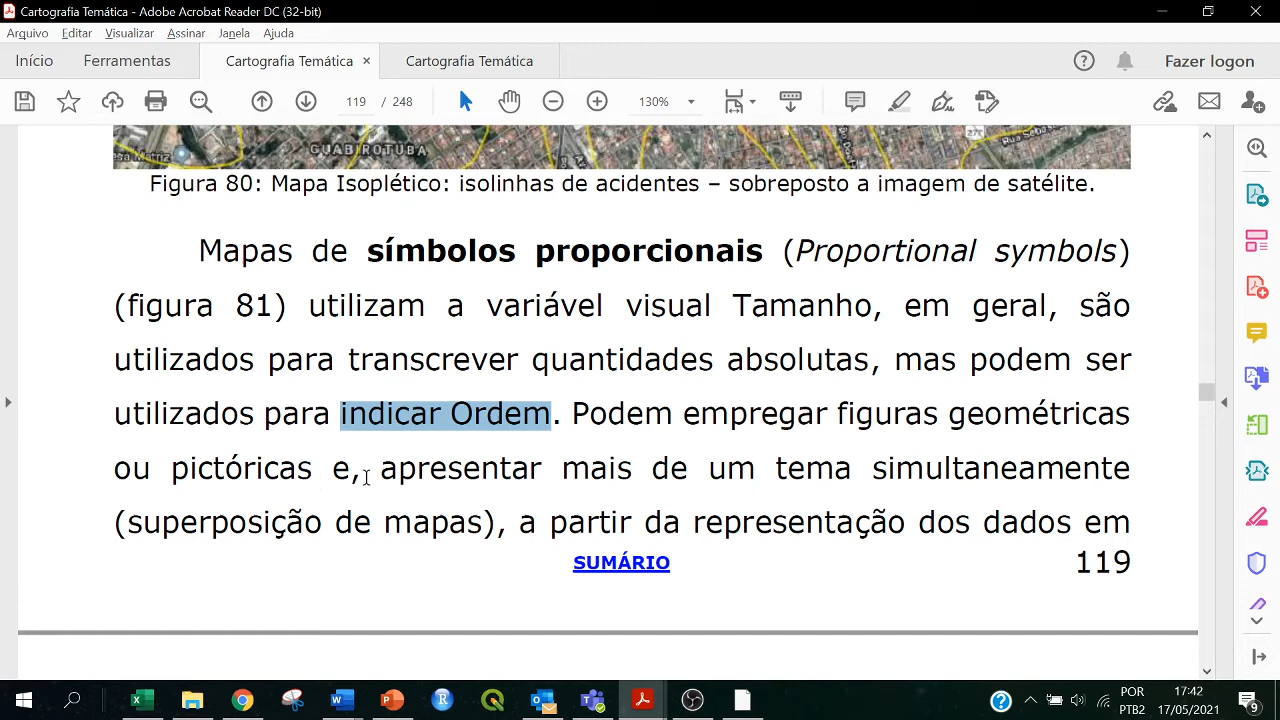 Cartografia Temática - Adobe Acrobat Reader DC (32-bit)
Arquivo Editar Visualizar Assinar Janela Ajuda
Início Ferramentas Cartografia Temática × Cartografia Temática Fazer logon
119 / 248 130%
esa Matriz GUABIROTUBA
Figura 80: Mapa Isoplético: isolinhas de acidentes – sobreposto a imagem de satélite.
Mapas de símbolos proporcionais (Proportional symbols)
(figura 81) utilizam a variável visual Tamanho, em geral, são
utilizados para transcrever quantidades absolutas, mas podem ser
utilizados para indicar Ordem. Podem empregar figuras geométricas
ou pictóricas e, apresentar mais de um tema simultaneamente
(superposição de mapas), a partir da representação dos dados em
SUMÁRIO 119
POR 17:42
PTB2 17/05/2021 9